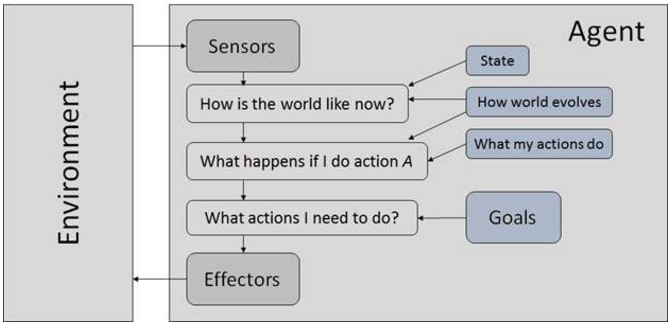 Agent
Environment
Sensors
State
How is the world like now?
How world evolves
What my actions do
What happens if I do action A
What actions I need to do?
Goals
Effectors